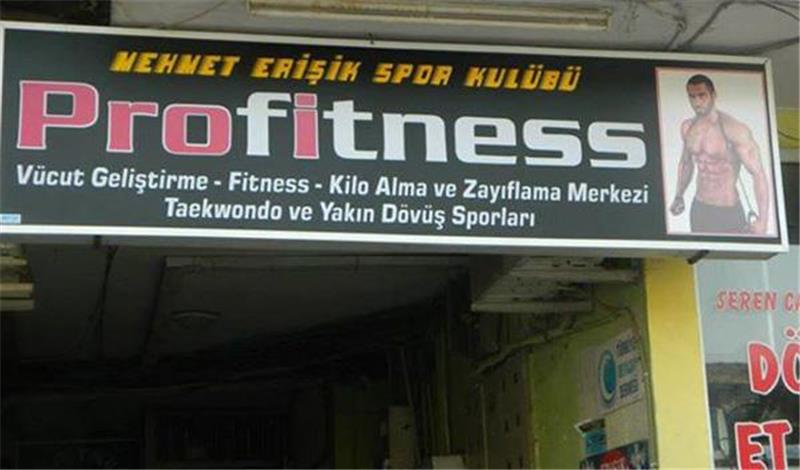 MEHMET ERİŞİK SPOR KULÜBÜ
Profitness
Vücut Geliştirme - Fitness - Kilo Alma ve Zayıflama Merkezi
Taekwondo ve Yakın Dövüş Sporları
SEREN
DÖ
ET